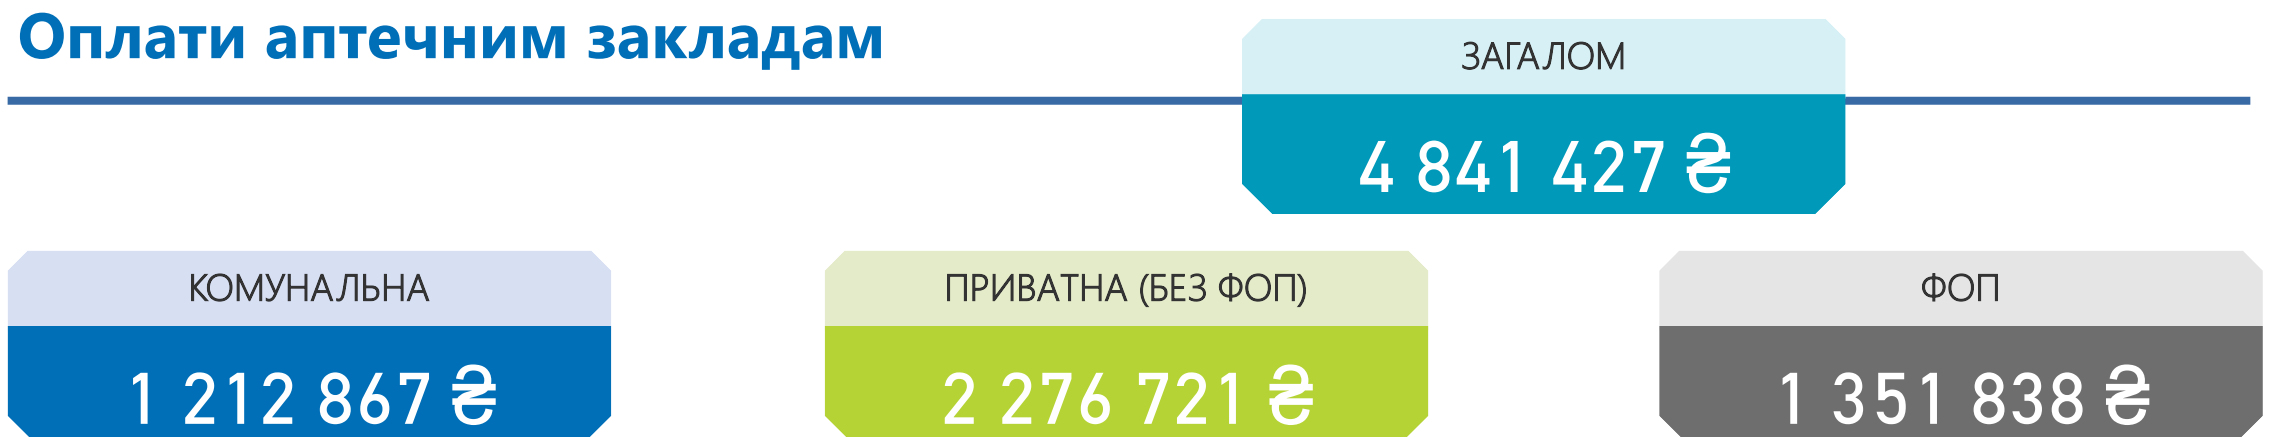 Оплати аптечним закладам
ЗАГАЛОМ
4 841 427 ₴
КОМУНАЛЬНА
1 212 867 ₴
ПРИВАТНА (БЕЗ ФОП)
2 276 721 ₴
ФОП
1 351 838 ₴